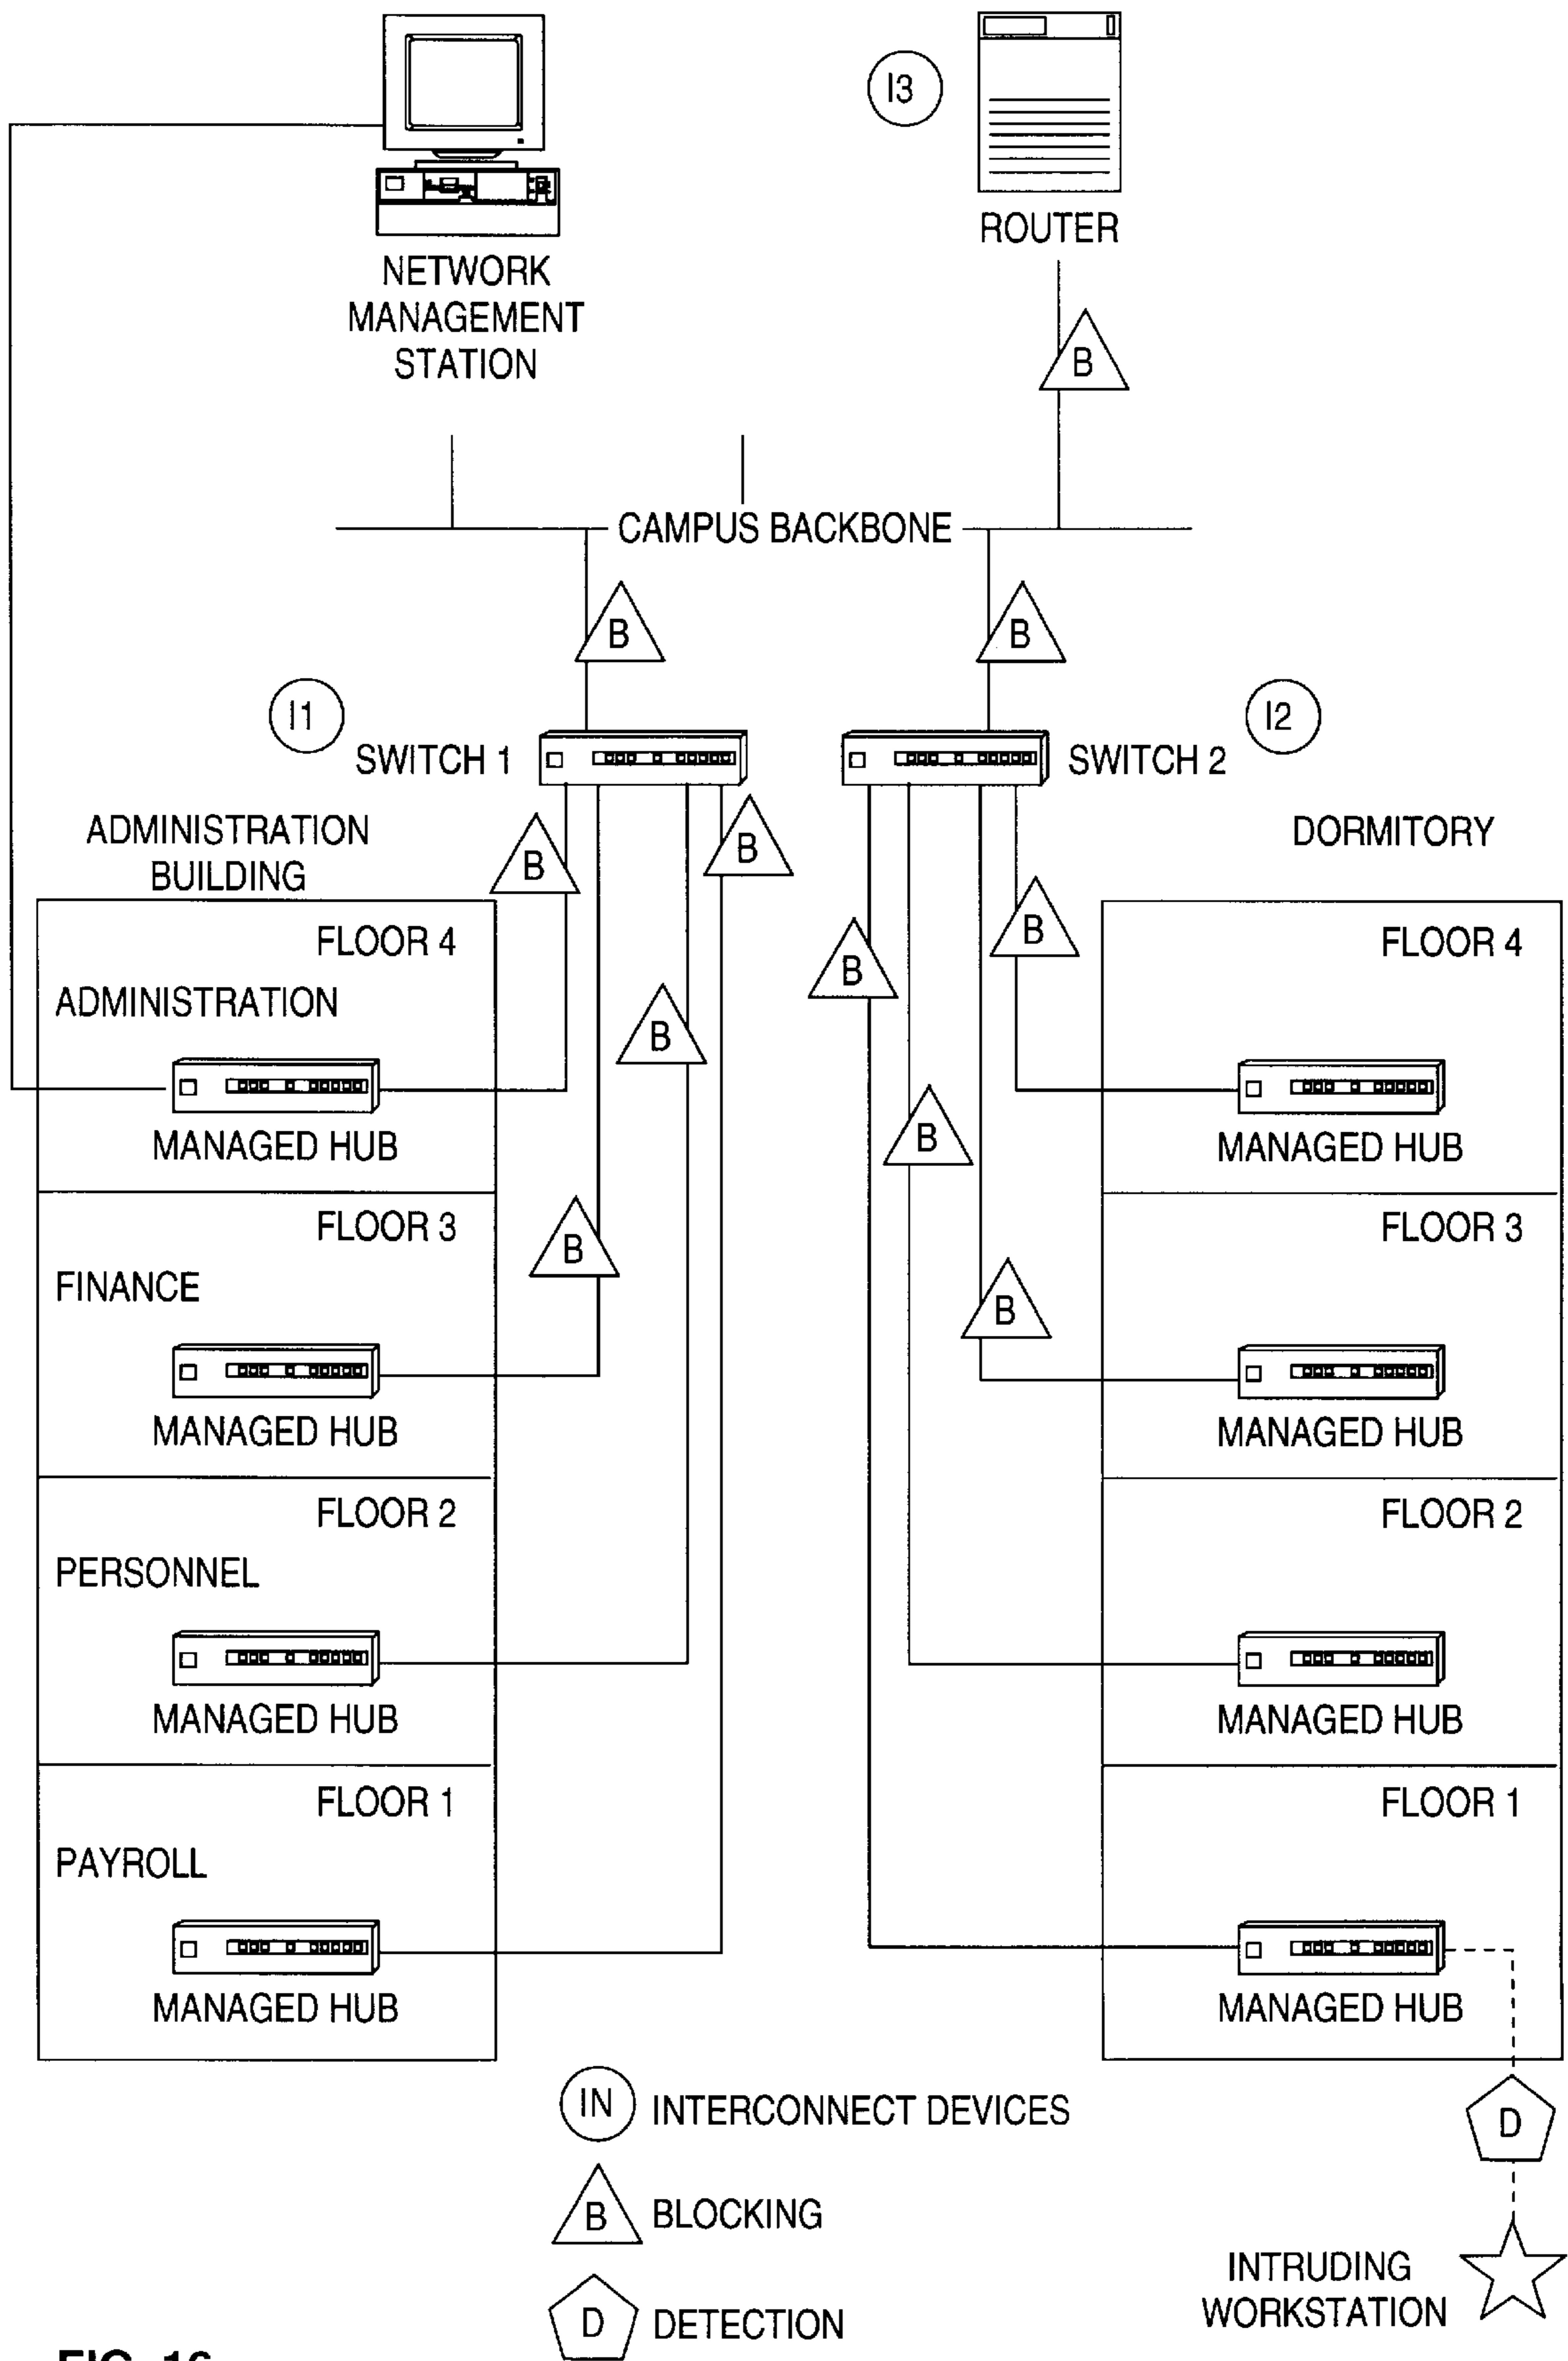 I3
ROUTER
NETWORK
MANAGEMENT
STATION
B
CAMPUS BACKBONE
B
B
I1
SWITCH 1
SWITCH 2
I2
ADMINISTRATION
BUILDING
DORMITORY
B
B
B
B
B
B
B
B
FLOOR 4
ADMINISTRATION
MANAGED HUB
FLOOR 3
FINANCE
MANAGED HUB
FLOOR 2
PERSONNEL
MANAGED HUB
FLOOR 1
PAYROLL
MANAGED HUB
FLOOR 4
MANAGED HUB
FLOOR 3
MANAGED HUB
FLOOR 2
MANAGED HUB
FLOOR 1
MANAGED HUB
D
INTRUDING
WORKSTATION
IN INTERCONNECT DEVICES
B BLOCKING
D DETECTION